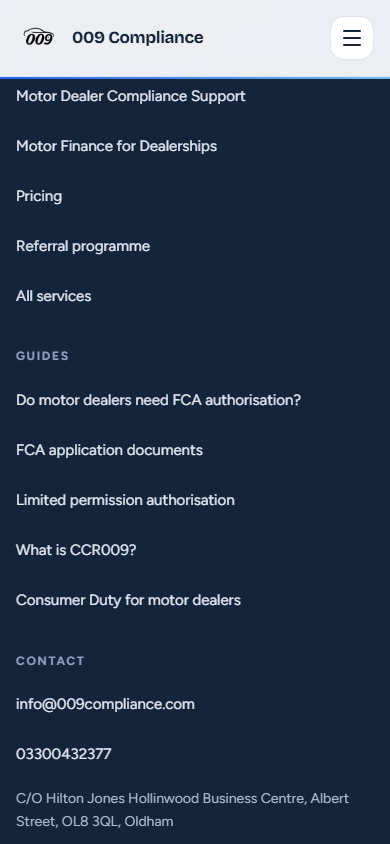 009
009 Compliance
Motor Dealer Compliance Support
Motor Finance for Dealerships
Pricing
Referral programme
All services
GUIDES
Do motor dealers need FCA authorisation?
FCA application documents
Limited permission authorisation
What is CCR009?
Consumer Duty for motor dealers
CONTACT
info@009compliance.com
03300432377
C/O Hilton Jones Hollinwood Business Centre, Albert
Street, OL8 3QL, Oldham